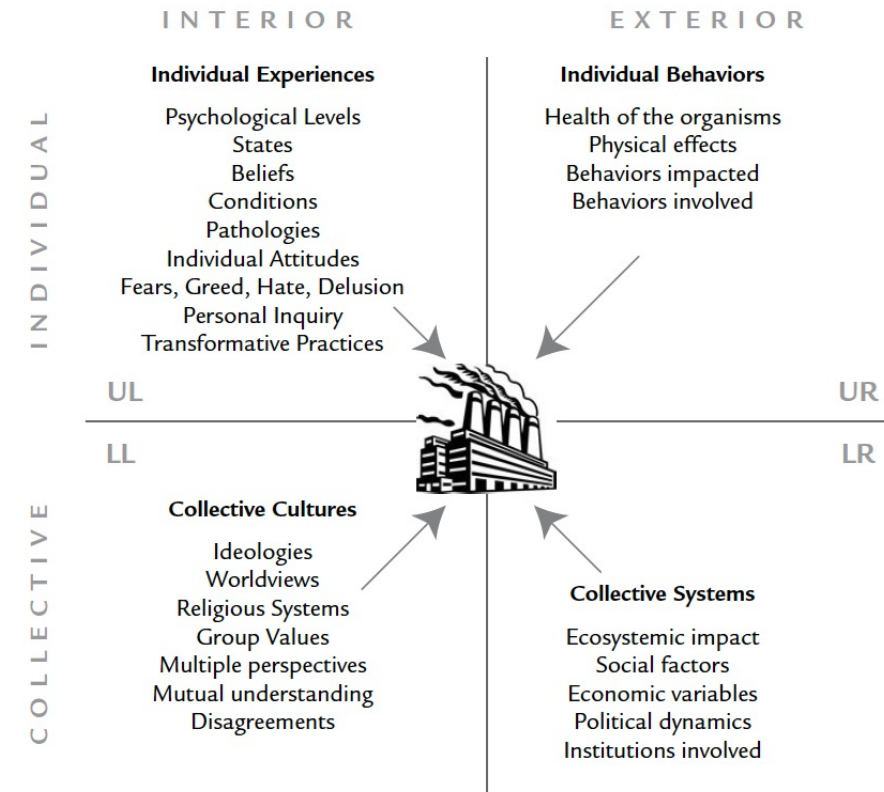 INTERIOR
EXTERIOR
INDIVIDUAL
Individual Experiences
Psychological Levels
States
Beliefs
Conditions
Pathologies
Individual Attitudes
Fears, Greed, Hate, Delusion
Personal Inquiry
Transformative Practices
UL
Individual Behaviors
Health of the organisms
Physical effects
Behaviors impacted
Behaviors involved
UR
COLLECTIVE
LL
Collective Cultures
Ideologies
Worldviews
Religious Systems
Group Values
Multiple perspectives
Mutual understanding
Disagreements
LR
Collective Systems
Ecosystemic impact
Social factors
Economic variables
Political dynamics
Institutions involved